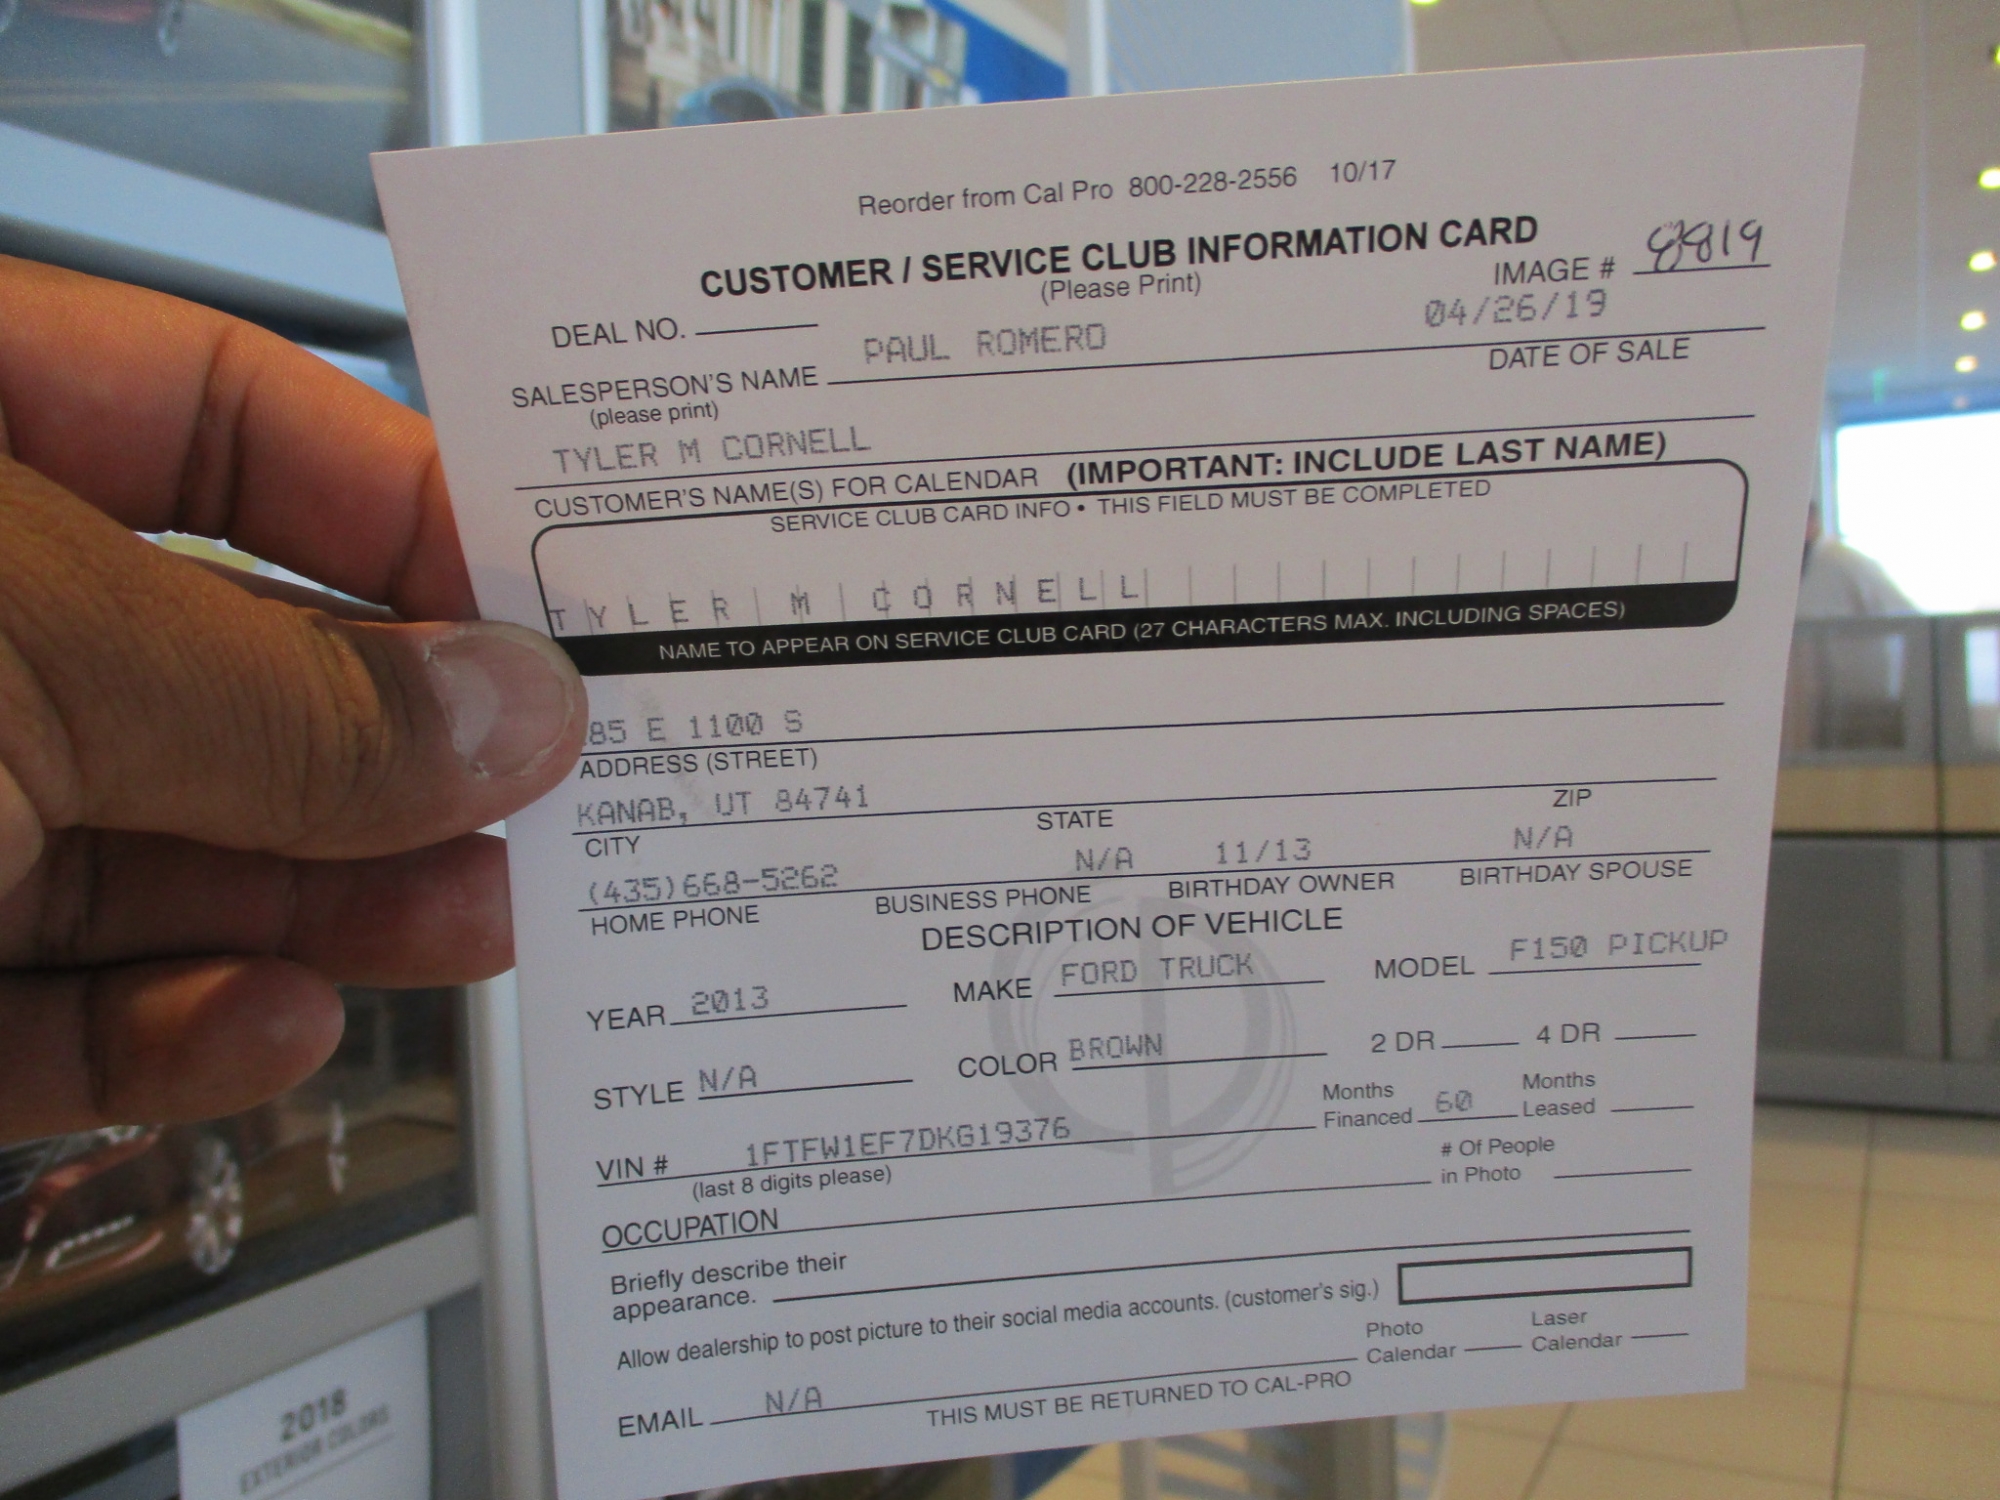 Reorder from Cal Pro 800-228-2556 10/17
CUSTOMER / SERVICE CLUB INFORMATION CARD
(Please Print)
IMAGE # 8819
DEAL NO.
PAUL ROMERO 04/26/19
SALESPERSON'S NAME DATE OF SALE
(please print)
TYLER M CORNELL
CUSTOMER'S NAME(S) FOR CALENDAR (IMPORTANT: INCLUDE LAST NAME)
SERVICE CLUB CARD INFO • THIS FIELD MUST BE COMPLETED
TYLER M CORNELL
NAME TO APPEAR ON SERVICE CLUB CARD (27 CHARACTERS MAX. INCLUDING SPACES)
85 E 1100 S
ADDRESS (STREET)
KANAB, UT 84741
CITY STATE ZIP
(435)668-5262 N/A 11/13 N/A
HOME PHONE BUSINESS PHONE BIRTHDAY OWNER BIRTHDAY SPOUSE
DESCRIPTION OF VEHICLE
YEAR 2013 MAKE FORD TRUCK MODEL F150 PICKUP
STYLE N/A COLOR BROWN 2 DR 4 DR
Months Financed 60 Months Leased
VIN # 1FTFW1EF7DKG19376
(last 8 digits please)
# Of People in Photo
OCCUPATION
Briefly describe their
appearance.
Allow dealership to post picture to their social media accounts. (customer's sig.)
Photo Calendar Laser Calendar
EMAIL N/A
THIS MUST BE RETURNED TO CAL-PRO
2018
EXTERIOR COLORS